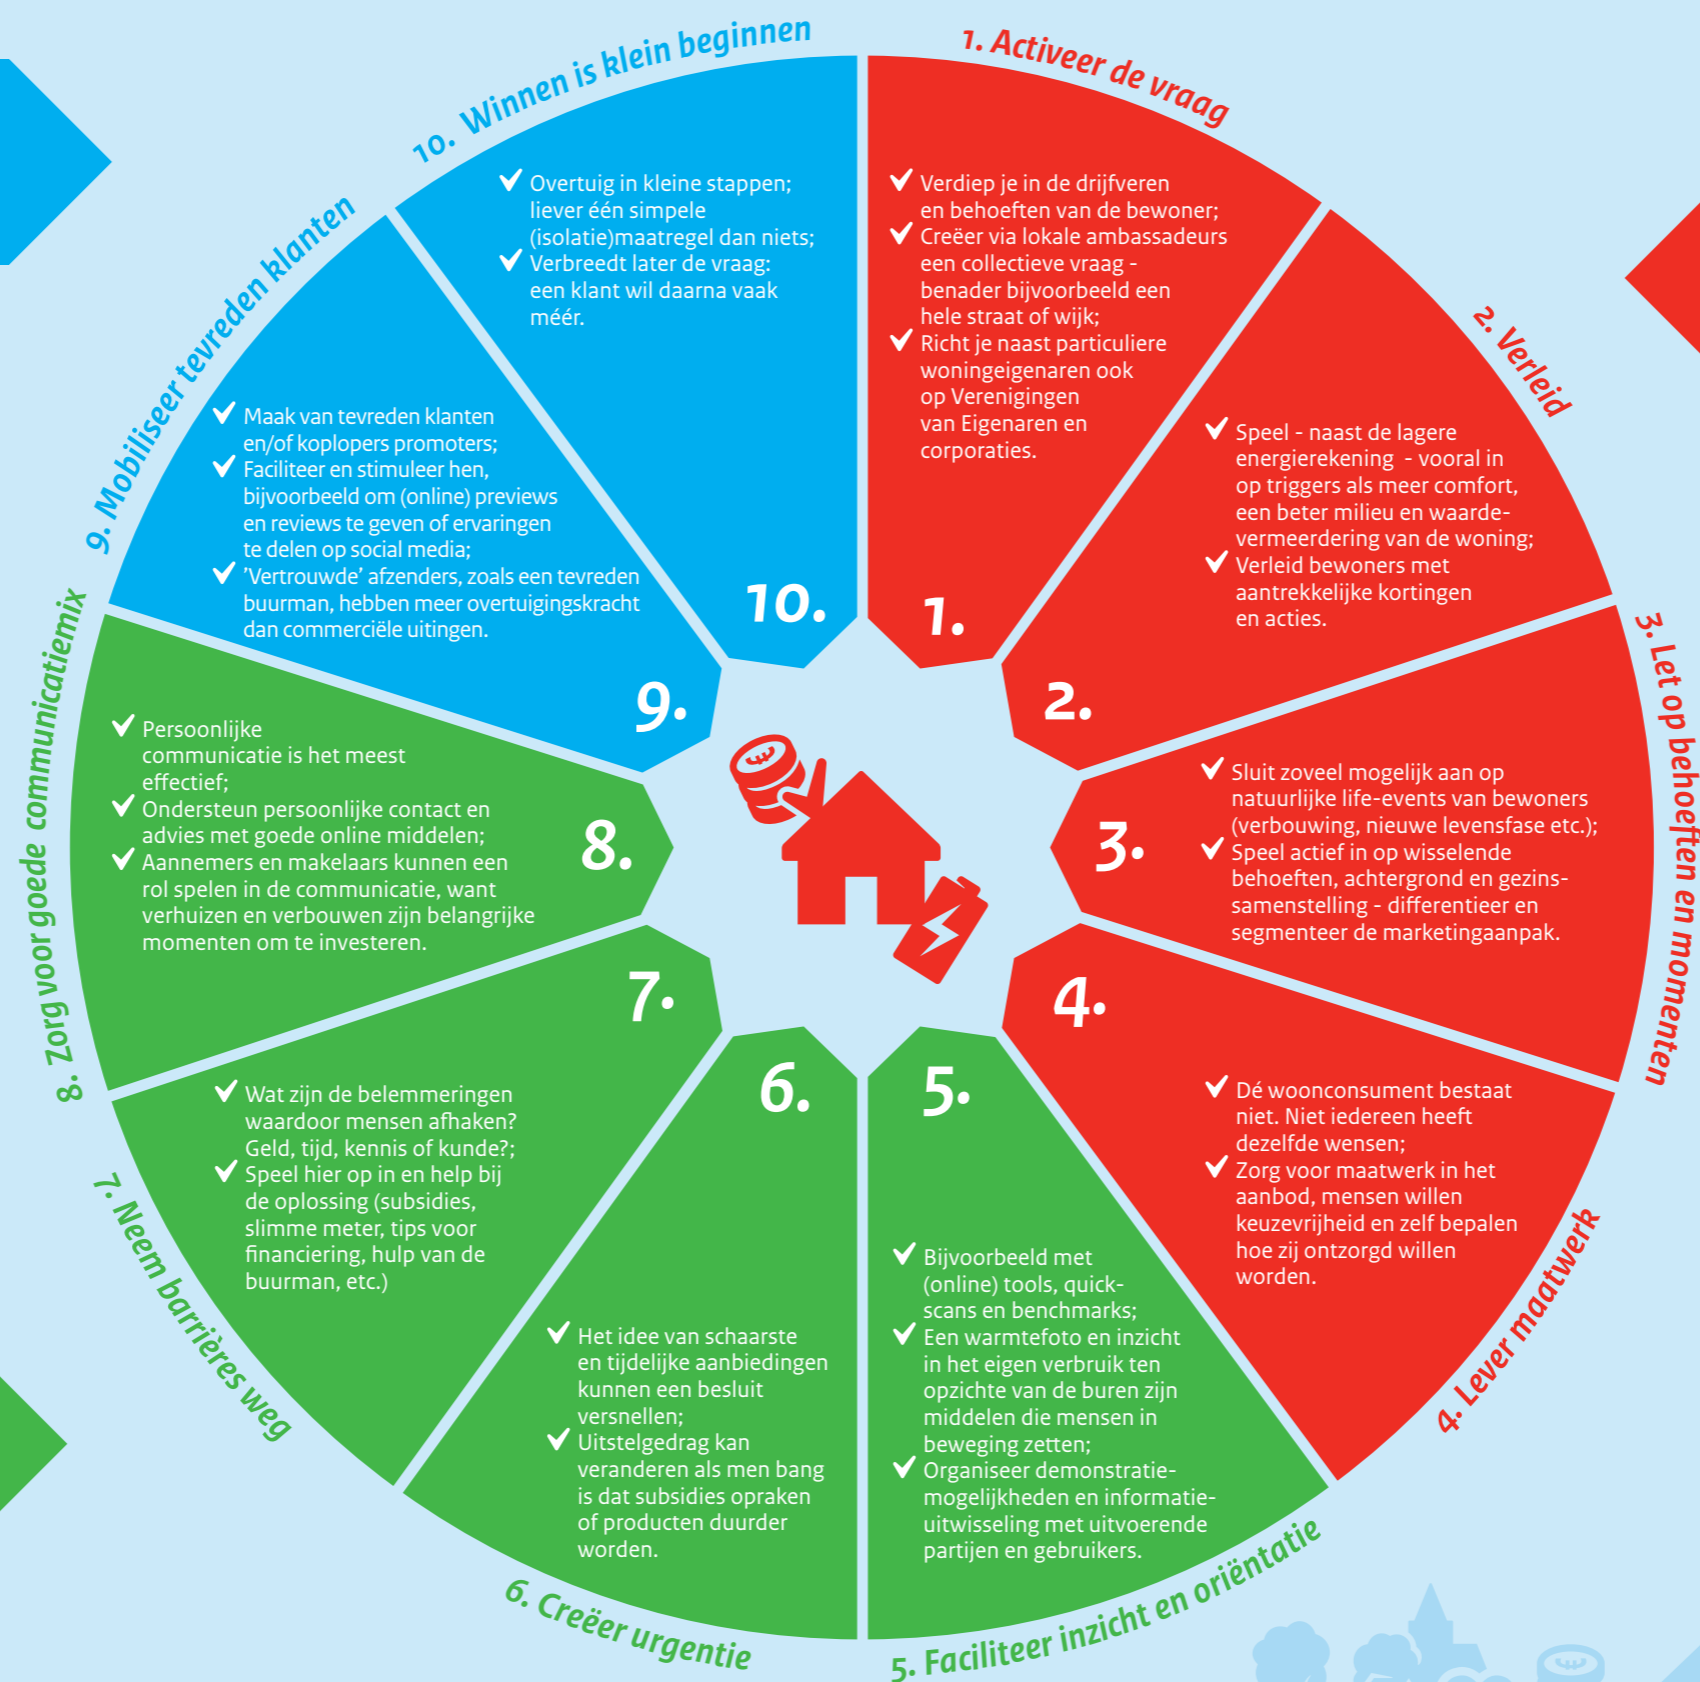 1. Activeer de vraag
Verdiep je in de drijfveren
en behoeften van de bewoner;
Creëer via lokale ambassadeurs
een collectieve vraag -
benader bijvoorbeeld een
hele straat of wijk;
Richt je naast particuliere
woningeigenaren ook
op Verenigingen
van Eigenaren en
corporaties.
1.
2. Verleid
Speel - naast de lagere
energierekening - vooral in
op triggers als meer comfort,
een beter milieu en waarde-
vermeerdering van de woning;
Verleid bewoners met
aantrekkelijke kortingen
en acties.
2.
3. Let op behoeften en momenten
Sluit zoveel mogelijk aan op
natuurlijke life-events van bewoners
(verbouwing, nieuwe levensfase etc.);
Speel actief in op wisselende
behoeften, achtergrond en gezins-
samenstelling - differentieer en
segmenteer de marketingaanpak.
3.
4. Lever maatwerk
Dé woonconsument bestaat
niet. Niet iedereen heeft
dezelfde wensen;
Zorg voor maatwerk in het
aanbod, mensen willen
keuzevrijheid en zelf bepalen
hoe zij ontzorgd willen
worden.
4.
5. Faciliteer inzicht en oriëntatie
5.
Bijvoorbeeld met
(online) tools, quick-
scans en benchmarks;
Een warmtefoto en inzicht
in het eigen verbruik ten
opzichte van de buren zijn
middelen die mensen in
beweging zetten;
Organiseer demonstratie-
mogelijkheden en informatie-
uitwisseling met uitvoerende
partijen en gebruikers.
6. Creëer urgentie
6.
Het idee van schaarste
en tijdelijke aanbiedingen
kunnen een besluit
versnellen;
Uitstelgedrag kan
veranderen als men bang
is dat subsidies opraken
of producten duurder
worden.
7. Neem barrières weg
7.
Wat zijn de belemmeringen
waardoor mensen afhaken?
Geld, tijd, kennis of kunde?;
Speel hier op in en help bij
de oplossing (subsidies,
slimme meter, tips voor
financiering, hulp van de
buurman, etc.)
8. Zorg voor goede communicatiemix
Persoonlijke
communicatie is het meest
effectief;
Ondersteun persoonlijke contact en
advies met goede online middelen;
Aannemers en makelaars kunnen een
rol spelen in de communicatie, want
verhuizen en verbouwen zijn belangrijke
momenten om te investeren.
8.
9. Mobiliseer tevreden klanten
Maak van tevreden klanten
en/of koplopers promoters;
Faciliteer en stimuleer hen,
bijvoorbeeld om (online) previews
en reviews te geven of ervaringen
te delen op social media;
'Vertrouwde' afzenders, zoals een tevreden
buurman, hebben meer overtuigingskracht
dan commerciële uitingen.
9.
10. Winnen is klein beginnen
Overtuig in kleine stappen;
liever één simpele
(isolatie)maatregel dan niets;
Verbreedt later de vraag:
een klant wil daarna vaak
méér.
10.